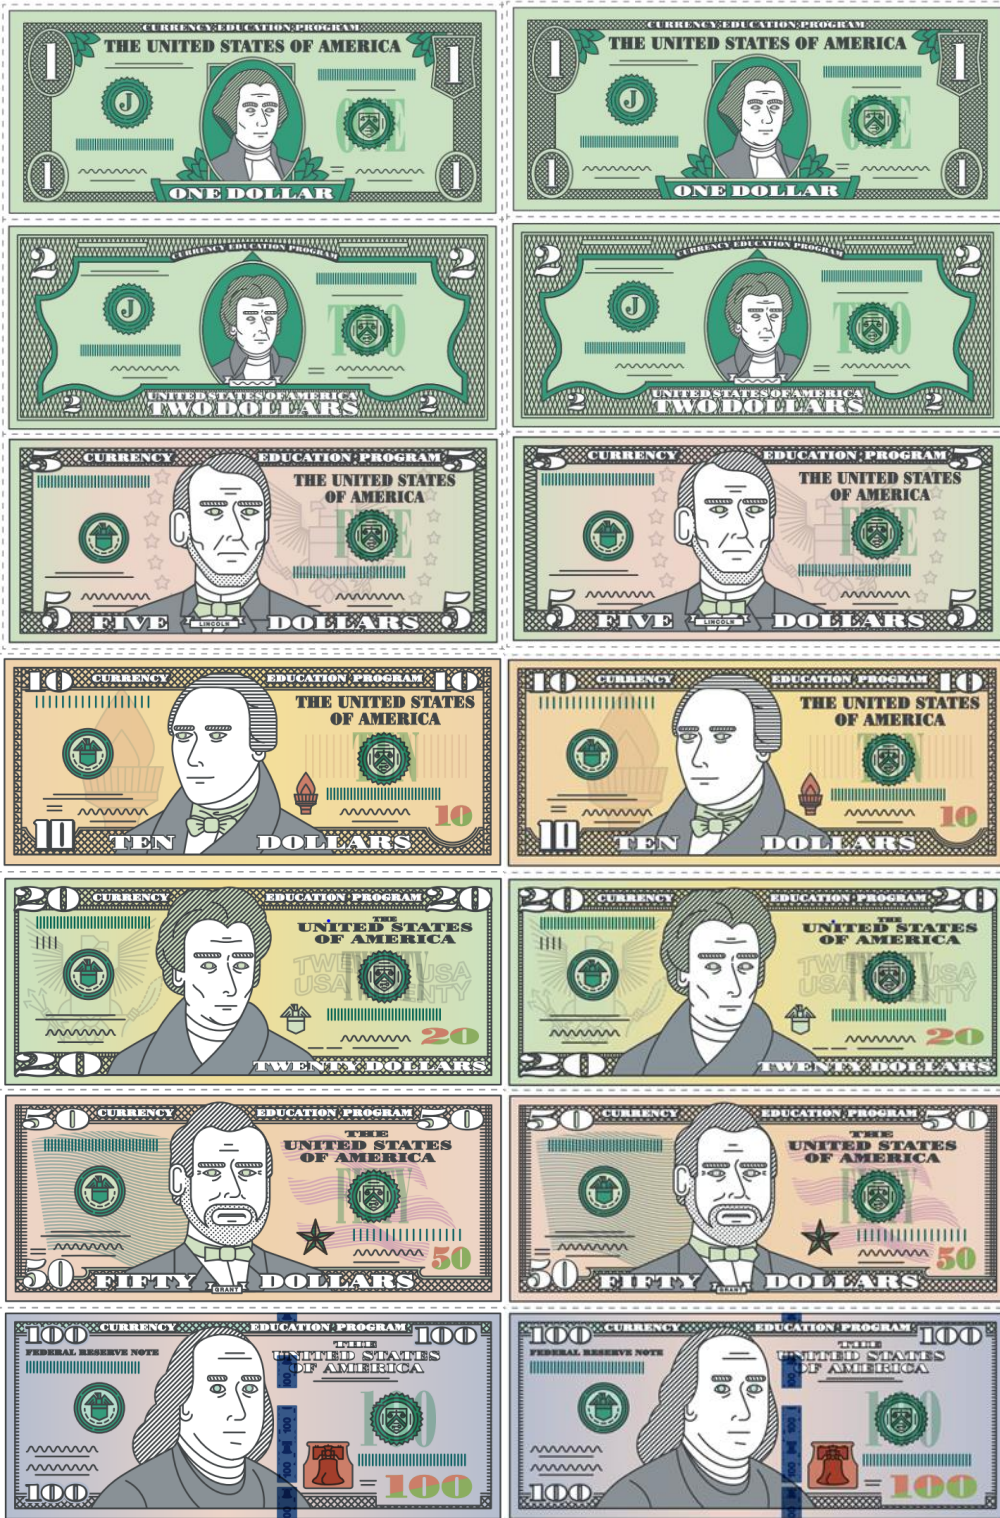 CURRENCY EDUCATION PROGRAM
1 THE UNITED STATES OF AMERICA 1
J
ONE
1 ONE DOLLAR 1
CURRENCY EDUCATION PROGRAM
1 THE UNITED STATES OF AMERICA 1
J
ONE
1 ONE DOLLAR 1
2 CURRENCY EDUCATION PROGRAM 2
J
TWO
UNITED STATES OF AMERICA
2 TWO DOLLARS 2
2 CURRENCY EDUCATION PROGRAM 2
J
TWO
UNITED STATES OF AMERICA
2 TWO DOLLARS 2
5 CURRENCY EDUCATION PROGRAM 5
THE UNITED STATES
OF AMERICA
FIVE
5 FIVE LINCOLN DOLLARS 5
5 CURRENCY EDUCATION PROGRAM 5
THE UNITED STATES
OF AMERICA
FIVE
5 FIVE LINCOLN DOLLARS 5
10 CURRENCY EDUCATION PROGRAM 10
THE UNITED STATES
OF AMERICA
TEN
10
10 TEN DOLLARS
10 CURRENCY EDUCATION PROGRAM 10
THE UNITED STATES
OF AMERICA
TEN
10
10 TEN DOLLARS
20 CURRENCY EDUCATION PROGRAM 20
THE
UNITED STATES
OF AMERICA
TWENTY
USA
20
20 TWENTY DOLLARS
20 CURRENCY EDUCATION PROGRAM 20
THE
UNITED STATES
OF AMERICA
TWENTY
USA
20
20 TWENTY DOLLARS
50 CURRENCY EDUCATION PROGRAM 50
THE
UNITED STATES
OF AMERICA
50
50 FIFTY GRANT DOLLARS
50 CURRENCY EDUCATION PROGRAM 50
THE
UNITED STATES
OF AMERICA
50
50 FIFTY GRANT DOLLARS
100 CURRENCY EDUCATION PROGRAM 100
FEDERAL RESERVE NOTE
THE
UNITED STATES
OF AMERICA
100
100
100 100
100 CURRENCY EDUCATION PROGRAM 100
FEDERAL RESERVE NOTE
THE
UNITED STATES
OF AMERICA
100
100
100 100